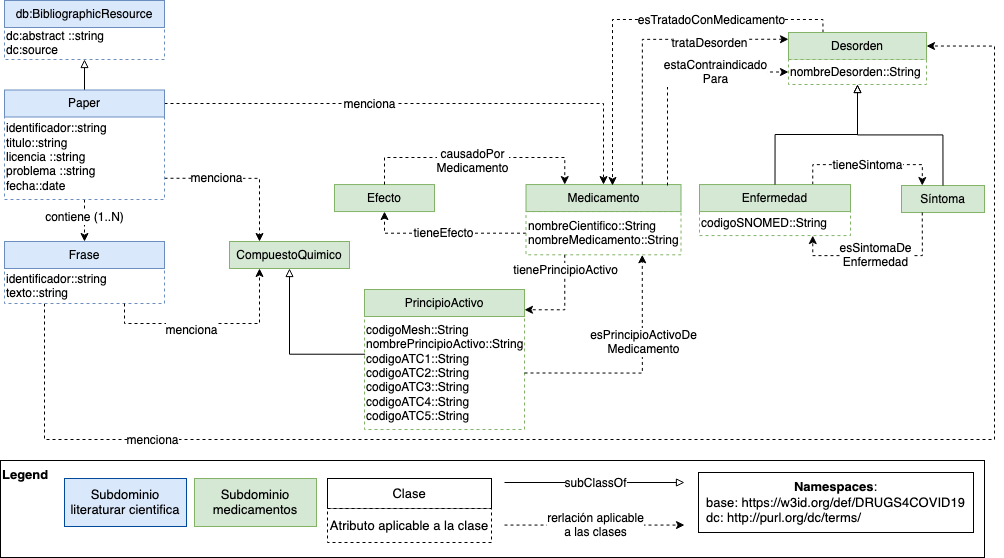 db:BibliographicResource
dc:abstract ::string
dc:source
Paper
identificador::string
titulo::string
licencia ::string
problema ::string
fecha::date
contiene (1..N)
Frase
identificador::string
texto::string
menciona
menciona
menciona
menciona
CompuestoQuimico
Efecto
causadoPor
Medicamento
tieneEfecto
Medicamento
nombreCientifico::String
nombreMedicamento::String
esTratadoConMedicamento
trataDesorden
estaContraindicado
Para
Desorden
nombreDesorden::String
Enfermedad
codigoSNOMED::String
tieneSintoma
Síntoma
esSintomaDe
Enfermedad
tienePrincipioActivo
PrincipioActivo
codigoMesh::String
nombrePrincipioActivo::String
codigoATC1::String
codigoATC2::String
codigoATC3::String
codigoATC4::String
codigoATC5::String
esPrincipioActivoDe
Medicamento
Legend
Subdominio
literaturar cientifica
Subdominio
medicamentos
Clase
Atributo aplicable a la clase
subClassOf
rerlación aplicable
a las clases
Namespaces:
base: https://w3id.org/def/DRUGS4COVID19
dc: http://purl.org/dc/terms/